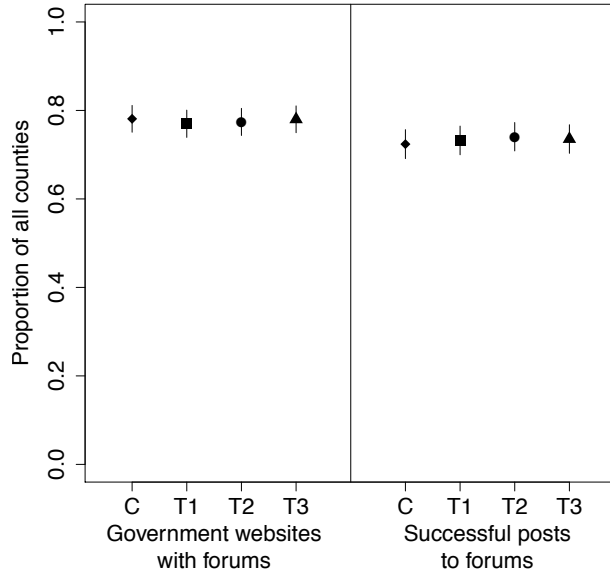 Proportion of all counties
1.0
0.8
0.6
0.4
0.2
0.0
C T1 T2 T3 C T1 T2 T3
Government websites
with forums
Successful posts
to forums